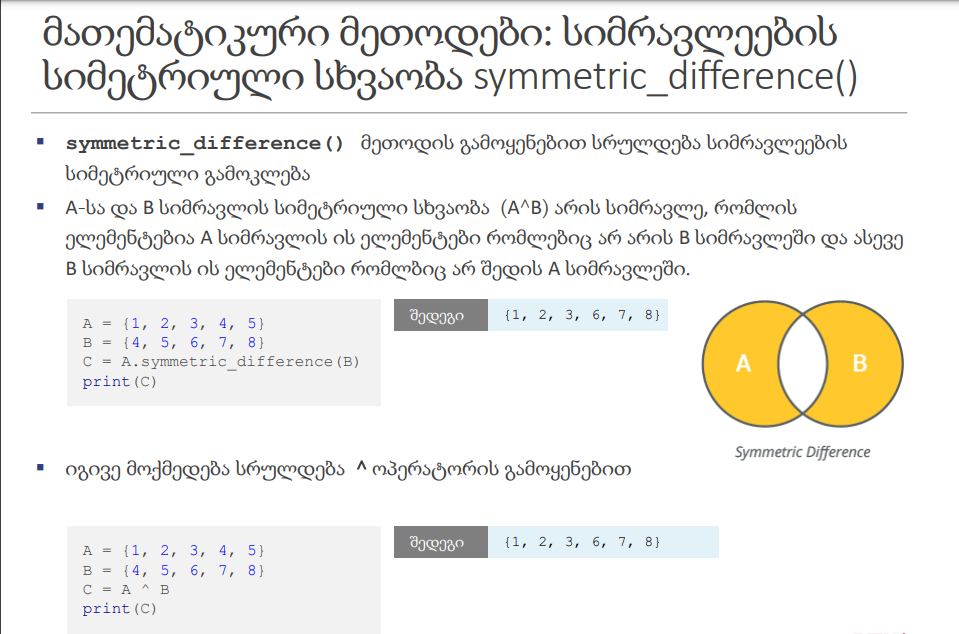 მათემატიკური მეთოდები: სიმრავლეების
სიმეტრიული სხვაობა symmetric_difference()
symmetric_difference() მეთოდის გამოყენებით სრულდება სიმრავლეების
სიმეტრიული გამოკლება
A-სა და B სიმრავლის სიმეტრიული სხვაობა (A^B) არის სიმრავლე, რომლის
ელემენტებია A სიმრავლის ის ელემენტები რომლებიც არ არის B სიმრავლეში და ასევე
B სიმრავლის ის ელემენტები რომლბიც არ შედის A სიმრავლეში.
A = {1, 2, 3, 4, 5}
B = {4, 5, 6, 7, 8}
C = A.symmetric_difference(B)
print(C)
შედეგი {1, 2, 3, 6, 7, 8}
A B
Symmetric Difference
იგივე მოქმედება სრულდება ^ ოპერატორის გამოყენებით
A = {1, 2, 3, 4, 5}
B = {4, 5, 6, 7, 8}
C = A ^ B
print(C)
შედეგი {1, 2, 3, 6, 7, 8}